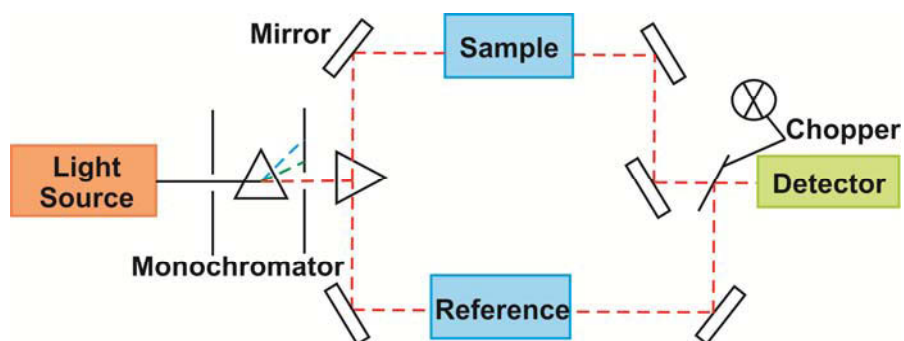 Mirror
Sample
Chopper
Light
Source
Detector
Monochromator
Reference